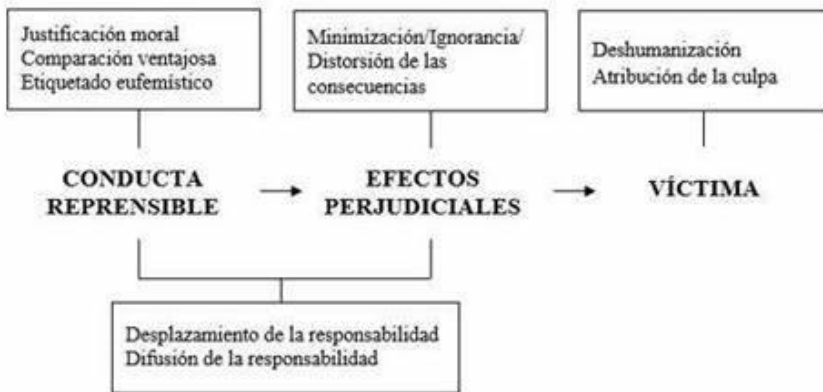 Justificación moral
Comparación ventajosa
Etiquetado eufemístico
Minimización/Ignorancia/
Distorsión de las
consecuencias
Deshumanización
Atribución de la culpa
CONDUCTA
REPRENSIBLE
EFECTOS
PERJUDICIALES
VÍCTIMA
Desplazamiento de la responsabilidad
Difusión de la responsabilidad